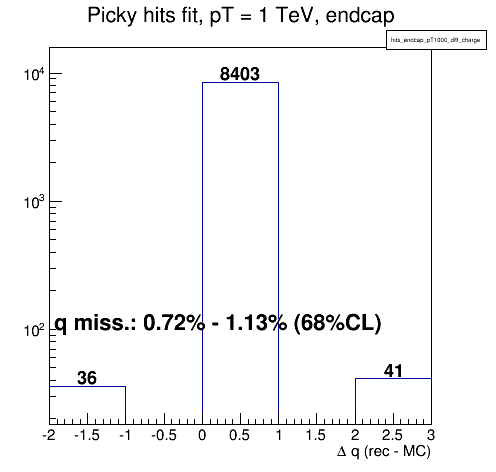 Picky hits fit, pT = 1 TeV, endcap
hits_endcap_pT1000_diff_charge
10^4
8403
10^3
q miss.: 0.72% - 1.13% (68%CL)
10^2
36
41
-2 -1.5 -1 -0.5 0 0.5 1 1.5 2 2.5 3
Δ q (rec - MC)